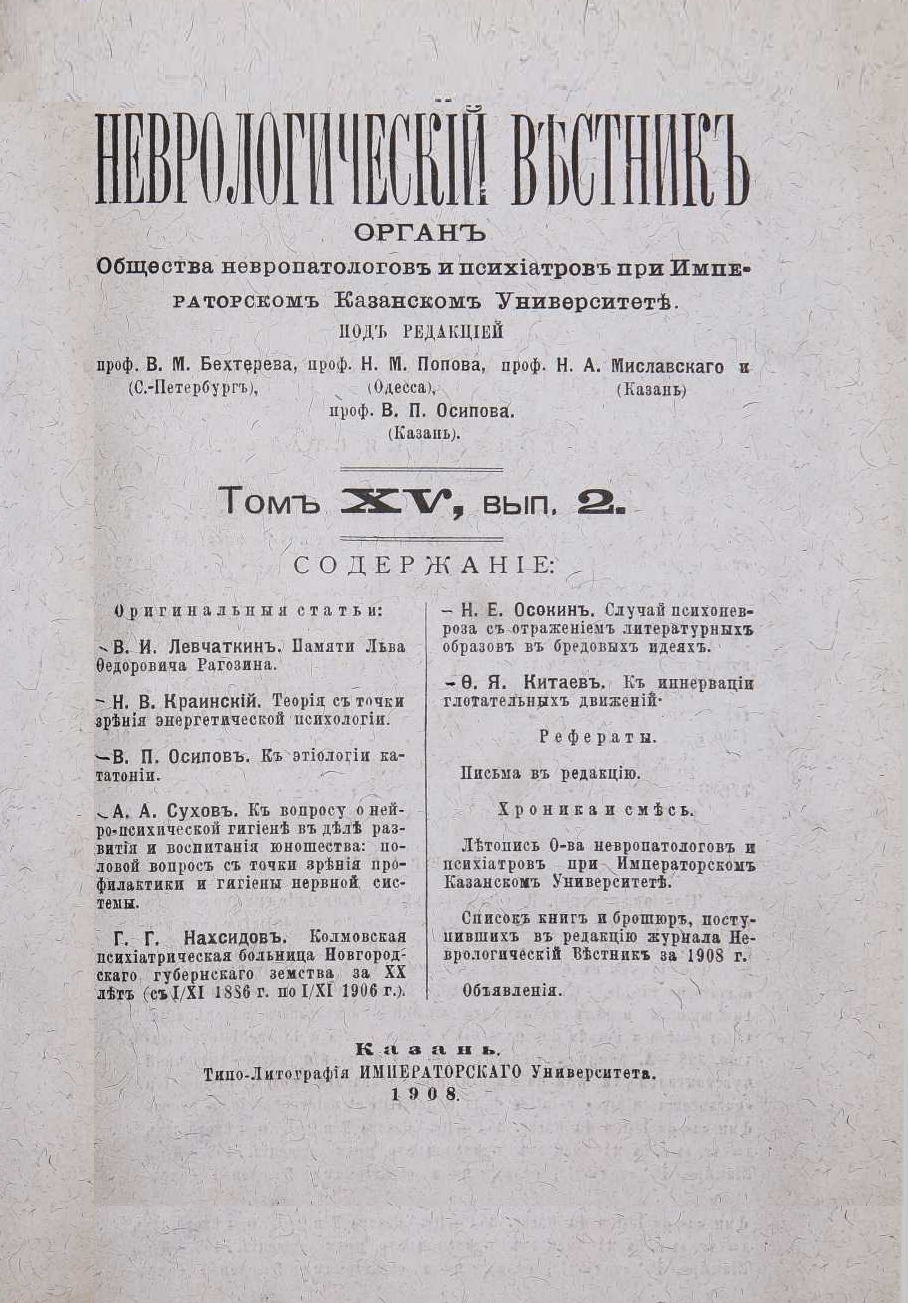 НЕВРОЛОГИЧЕСКІЙ ВѢСТНИКЪ
ОРГАНЪ
Общества невропатологовъ и психіатровъ при Импе-
раторскомъ Казанскомъ Университетѣ.
ПОДЪ РЕДАКЦІЕЙ
проф. В. М. Бехтерева, проф. Н. М. Попова, проф. Н. А. Миславскаго и
(С.-Петербургъ), (Одесса), (Казань)
проф. В. П. Осипова.
(Казань).
Томъ XV, вып. 2.
СОДЕРЖАНІЕ:
Оригинальныя статьи:
В. И. Левчаткинъ. Памяти Льва
Ѳедоровича Рагозина.
Н. В. Краинскій. Теорія съ точки
зрѣнія энергетической психологіи.
В. П. Осиповъ. Къ этіологіи ка-
татоніи.
А. А. Суховъ. Къ вопросу о ней-
ро-психической гигіенѣ въ дѣлѣ раз-
витія и воспитанія юношества: по-
ловой вопросъ съ точки зрѣнія про-
филактики и гигіены нервной сис-
темы.
Г. Г. Нахсидовъ. Колмовская
психіатрическая больница Новгород-
скаго губернскаго земства за XX
лѣтъ (съ I/XI 1886 г. по I/XI 1906 г.).
– Н. Е. Осокинъ. Случай психонев-
роза съ отраженіемъ литературныхъ
образовъ въ бредовыхъ идеяхъ.
– Ѳ. Я. Китаевъ. Къ иннерваціи
глотательныхъ движеній.
Рефераты.
Письма въ редакцію.
Хроника и смѣсь.
Лѣтопись О-ва невропатологовъ и
психіатровъ при Императорскомъ
Казанскомъ Университетѣ.
Списокъ книгъ и брошюръ, посту-
пившихъ въ редакцію журнала Не-
врологическій Вѣстникъ за 1908 г.
Объявленія.
Казань.
Типо-Литографія ИМПЕРАТОРСКАГО Университета.
1908.